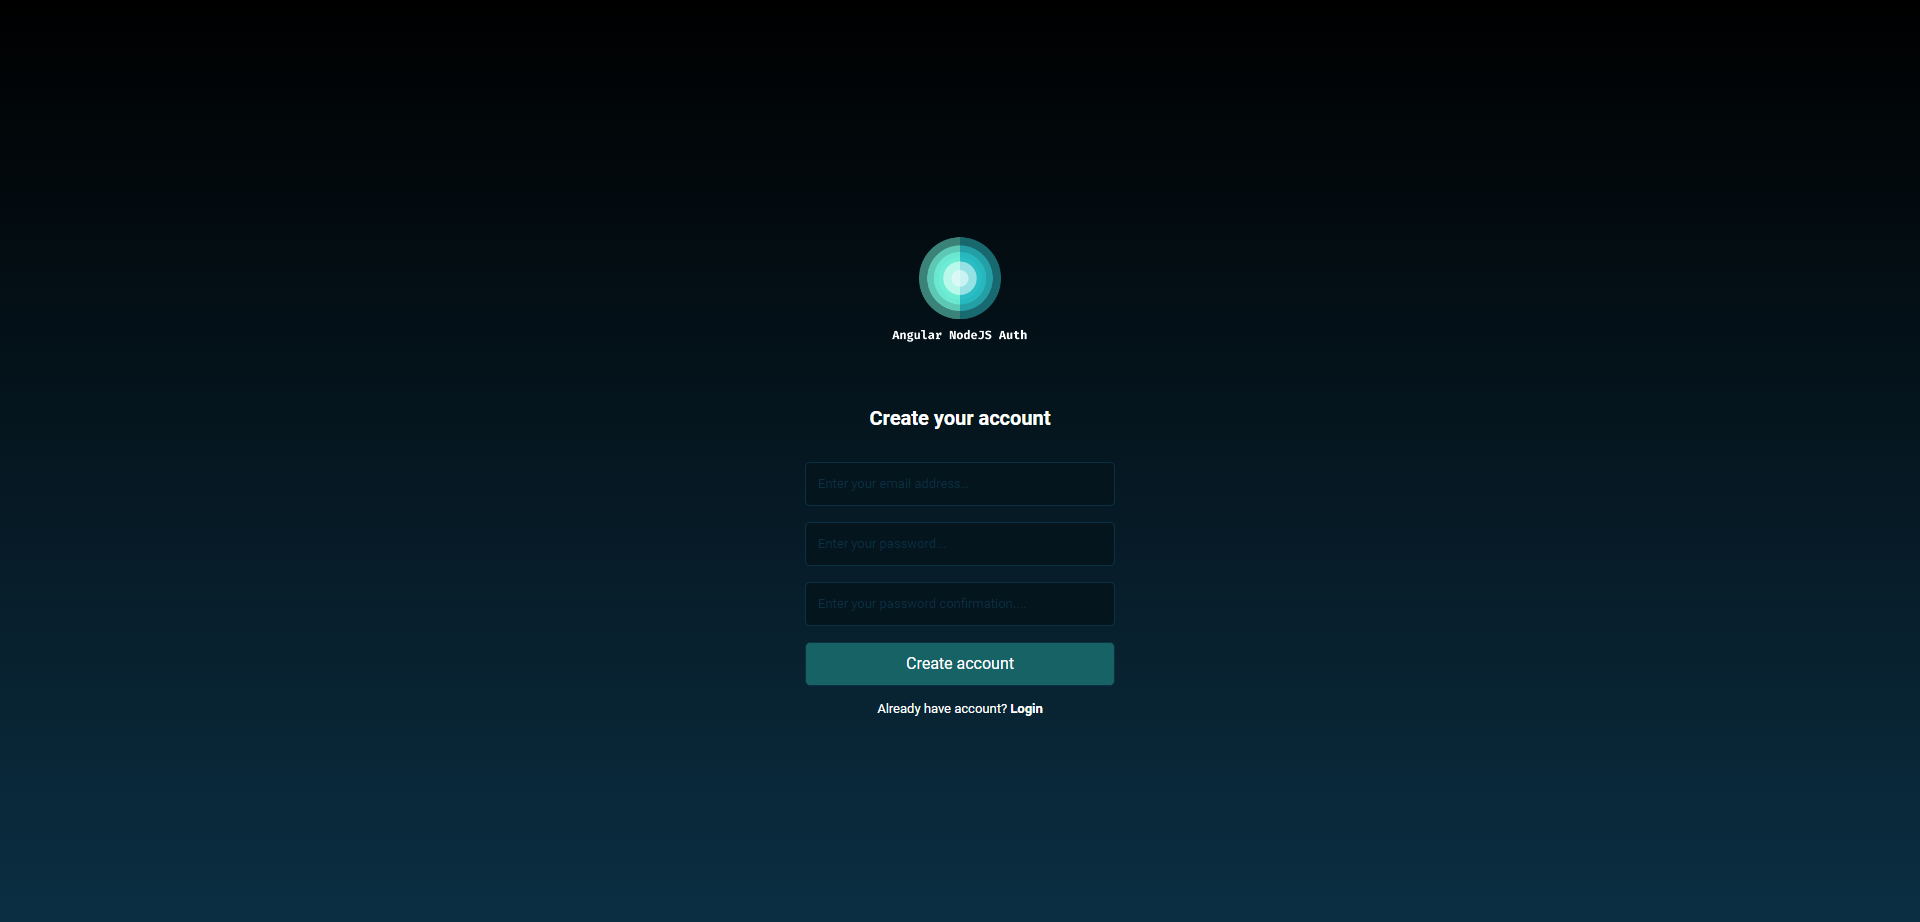 Angular NodeJS Auth
Create your account
Enter your email address...
Enter your password...
Enter your password confirmation....
Create account
Already have account? Login